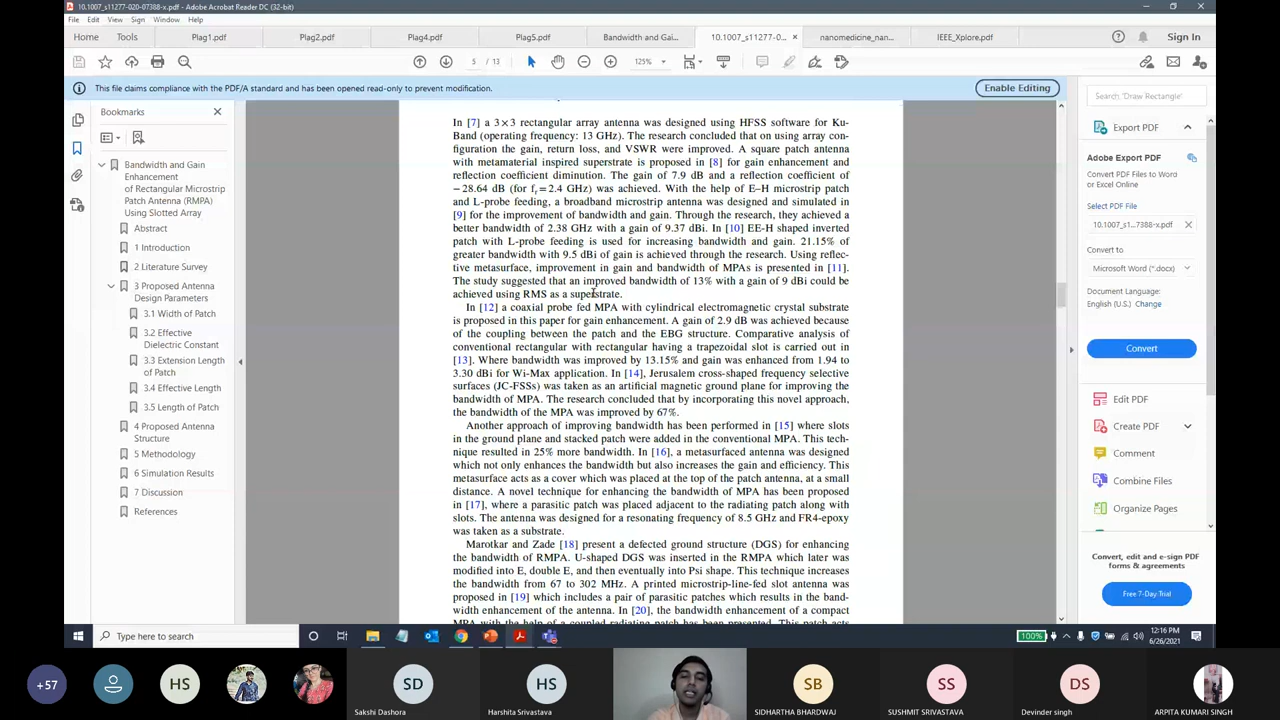 10.1007_s11277-020-07388-x.pdf - Adobe Acrobat Reader DC (32-bit)
File Edit View Sign Window Help
Home Tools Plag1.pdf Plag2.pdf Plag4.pdf Plag5.pdf Bandwidth and Gai... 10.1007_s11277-0... × nanomedicine_nan... IEEE_Xplore.pdf Sign In
5 / 13 125%
This file claims compliance with the PDF/A standard and has been opened read-only to prevent modification. Enable Editing
Bookmarks
Bandwidth and Gain
Enhancement
of Rectangular Microstrip
Patch Antenna (RMPA)
Using Slotted Array
Abstract
1 Introduction
2 Literature Survey
3 Proposed Antenna
Design Parameters
3.1 Width of Patch
3.2 Effective
Dielectric Constant
3.3 Extension Length
of Patch
3.4 Effective Length
3.5 Length of Patch
4 Proposed Antenna
Structure
5 Methodology
6 Simulation Results
7 Discussion
References
In [7] a 3×3 rectangular array antenna was designed using HFSS software for Ku-
Band (operating frequency: 13 GHz). The research concluded that on using array con-
figuration the gain, return loss, and VSWR were improved. A square patch antenna
with metamaterial inspired superstrate is proposed in [8] for gain enhancement and
reflection coefficient diminution. The gain of 7.9 dB and a reflection coefficient of
−28.64 dB (for fr=2.4 GHz) was achieved. With the help of E–H microstrip patch
and L-probe feeding, a broadband microstrip antenna was designed and simulated in
[9] for the improvement of bandwidth and gain. Through the research, they achieved a
better bandwidth of 2.38 GHz with a gain of 9.37 dBi. In [10] EE-H shaped inverted
patch with L-probe feeding is used for increasing bandwidth and gain. 21.15% of
greater bandwidth with 9.5 dBi of gain is achieved through the research. Using reflec-
tive metasurface, improvement in gain and bandwidth of MPAs is presented in [11].
The study suggested that an improved bandwidth of 13% with a gain of 9 dBi could be
achieved using RMS as a superstrate.
In [12] a coaxial probe fed MPA with cylindrical electromagnetic crystal substrate
is proposed in this paper for gain enhancement. A gain of 2.9 dB was achieved because
of the coupling between the patch and the EBG structure. Comparative analysis of
conventional rectangular with rectangular having a trapezoidal slot is carried out in
[13]. Where bandwidth was improved by 13.15% and gain was enhanced from 1.94 to
3.30 dBi for Wi-Max application. In [14], Jerusalem cross-shaped frequency selective
surfaces (JC-FSSs) was taken as an artificial magnetic ground plane for improving the
bandwidth of MPA. The research concluded that by incorporating this novel approach,
the bandwidth of the MPA was improved by 67%.
Another approach of improving bandwidth has been performed in [15] where slots
in the ground plane and stacked patch were added in the conventional MPA. This tech-
nique resulted in 25% more bandwidth. In [16], a metasurfaced antenna was designed
which not only enhances the bandwidth but also increases the gain and efficiency. This
metasurface acts as a cover which was placed at the top of the patch antenna, at a small
distance. A novel technique for enhancing the bandwidth of MPA has been proposed
in [17], where a parasitic patch was placed adjacent to the radiating patch along with
slots. The antenna was designed for a resonating frequency of 8.5 GHz and FR4-epoxy
was taken as a substrate.
Marotkar and Zade [18] present a defected ground structure (DGS) for enhancing
the bandwidth of RMPA. U-shaped DGS was inserted in the RMPA which later was
modified into E, double E, and then eventually into Psi shape. This technique increases
the bandwidth from 67 to 302 MHz. A printed microstrip-line-fed slot antenna was
proposed in [19] which includes a pair of parasitic patches which results in the band-
width enhancement of the antenna. In [20], the bandwidth enhancement of a compact
MPA with the help of a coupled radiating patch has been presented. This patch acts
Search, 'Draw Rectangle'
Export PDF
Adobe Export PDF
Convert PDF Files to Word
or Excel Online
Select PDF File
10.1007_s1...7388-x.pdf ×
Convert to
Microsoft Word (*.docx)
Document Language:
English (U.S.) Change
Convert
Edit PDF
Create PDF
Comment
Combine Files
Organize Pages
Convert, edit and e-sign PDF
forms & agreements
Free 7-Day Trial
Type here to search
100%
12:16 PM
6/26/2021
+57
HS
SD
Sakshi Dashora
HS
Harshita Srivastava
SB
SIDHARTHA BHARDWAJ
SS
SUSHMIT SRIVASTAVA
DS
Devinder singh
ARPITA KUMARI SINGH